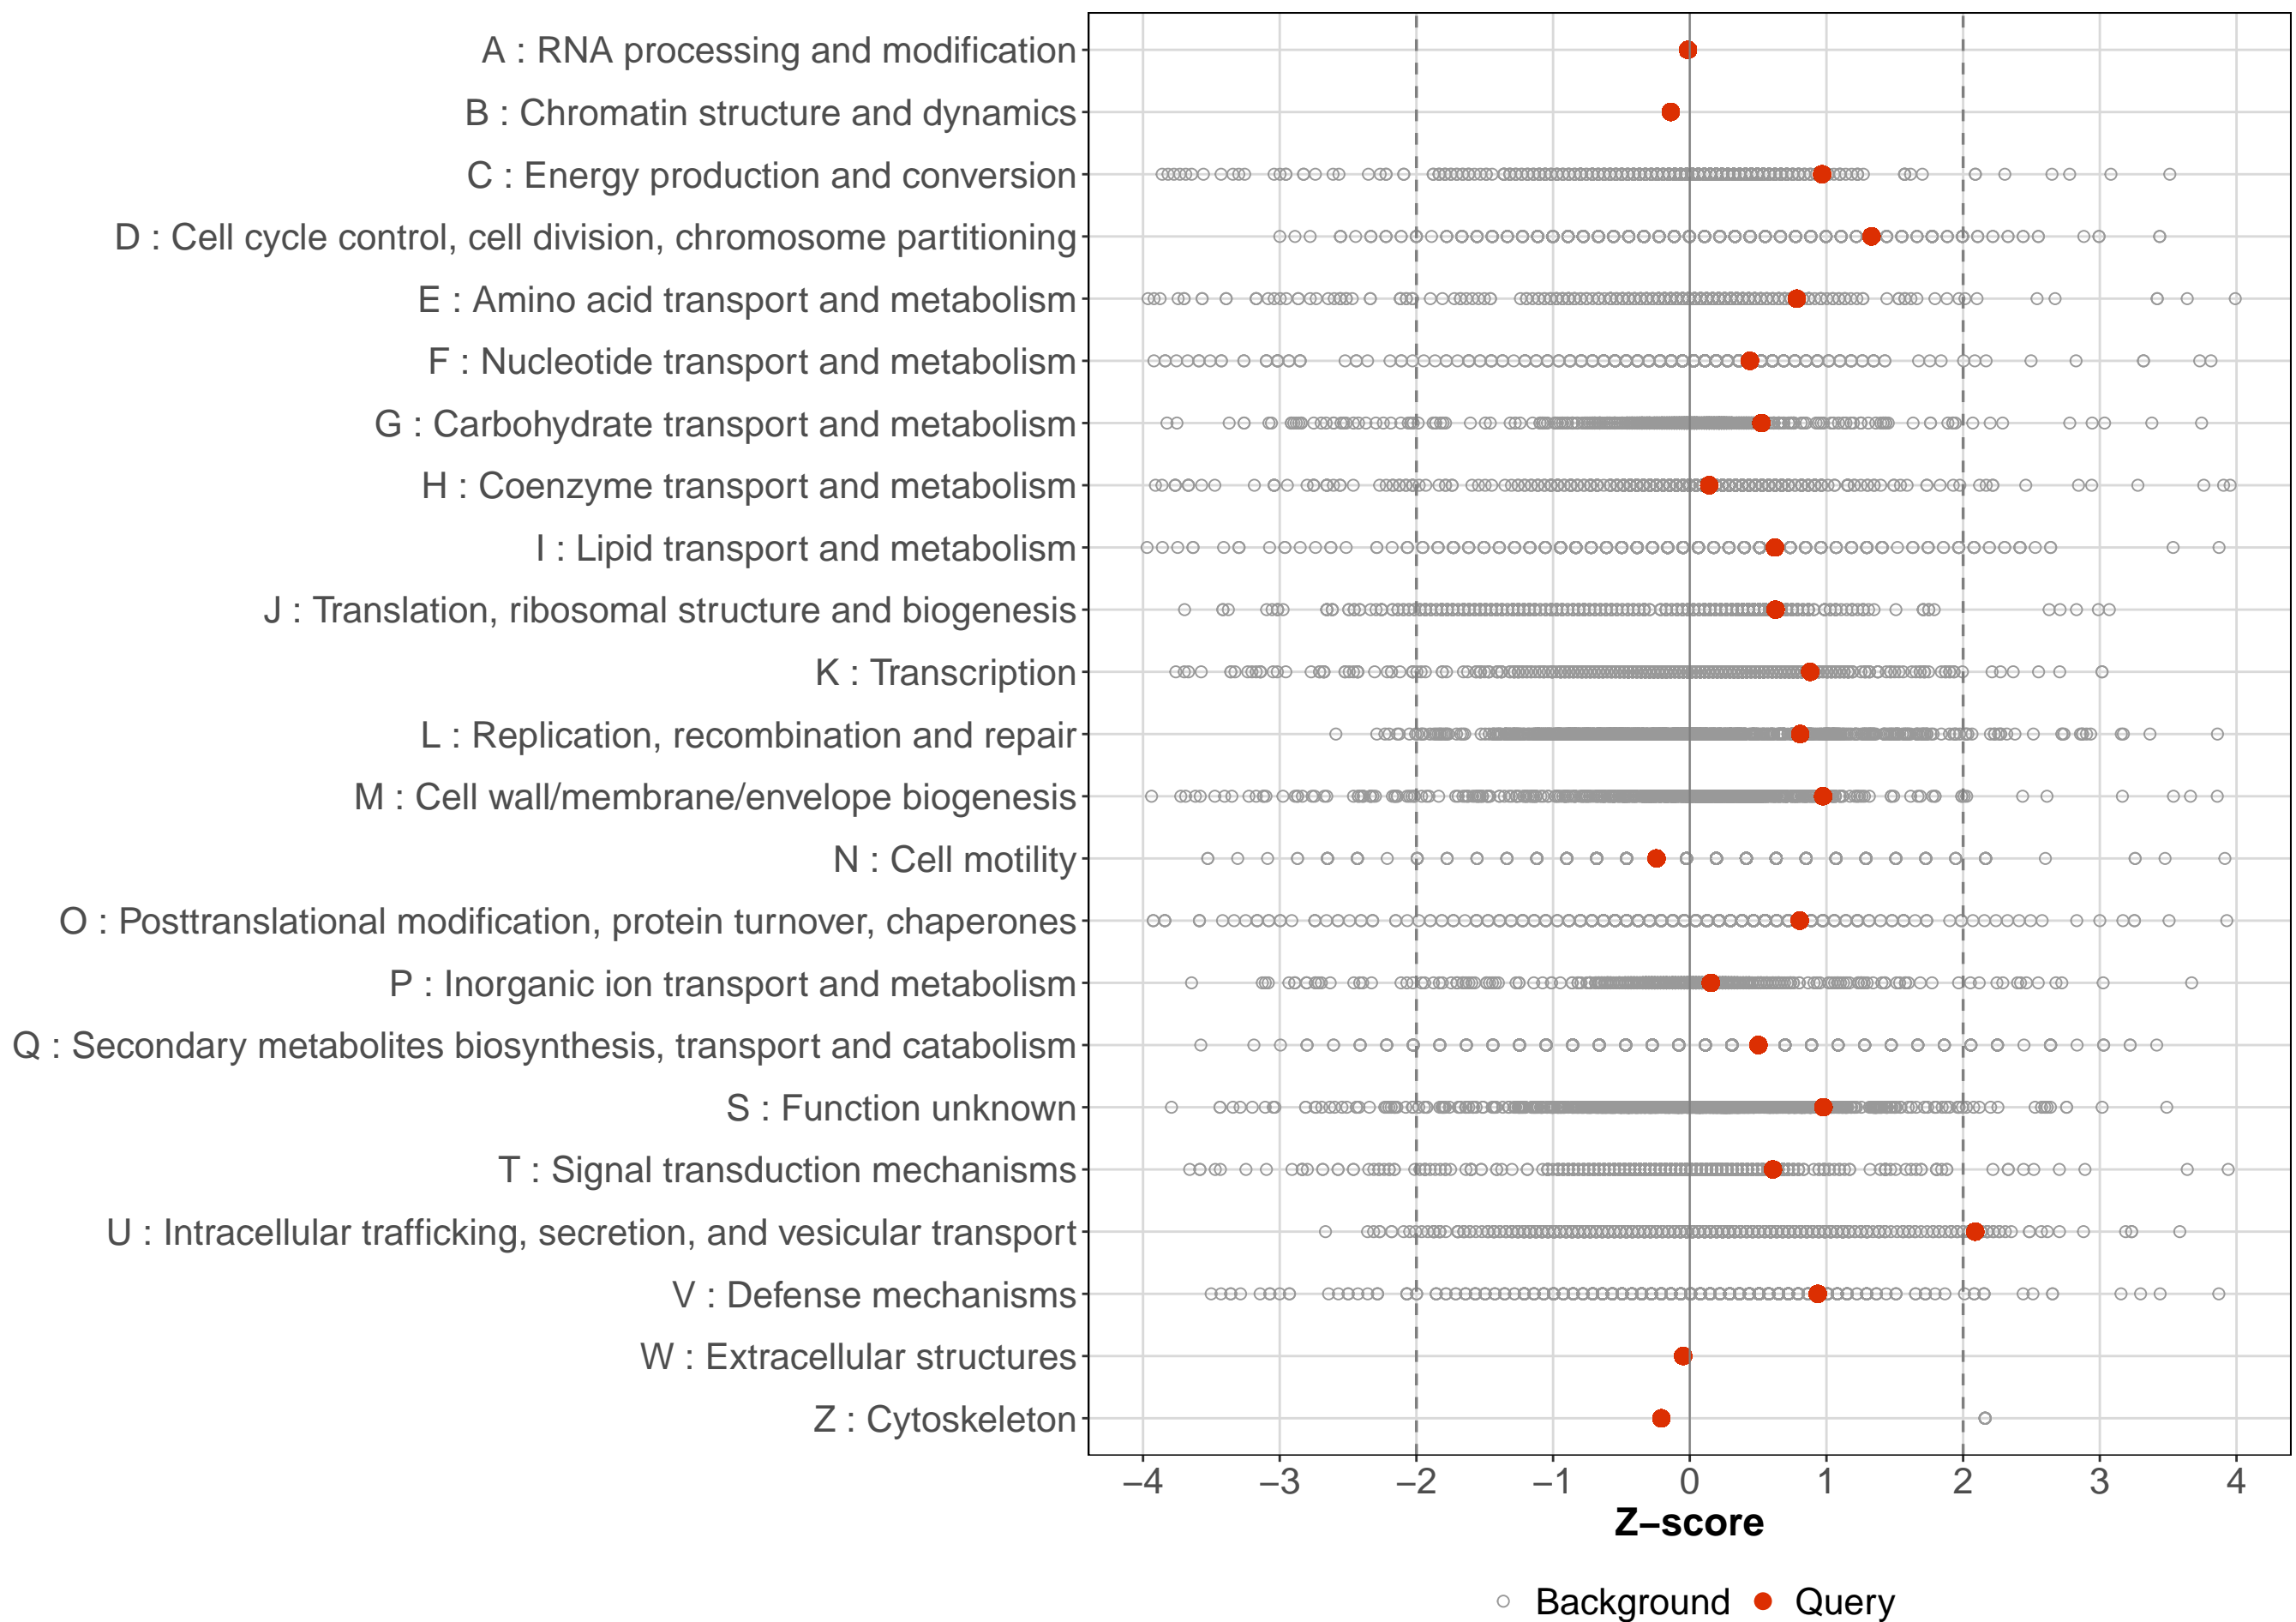 A : RNA processing and modification
B : Chromatin structure and dynamics
C : Energy production and conversion
D : Cell cycle control, cell division, chromosome partitioning
E : Amino acid transport and metabolism
F : Nucleotide transport and metabolism
G : Carbohydrate transport and metabolism
H : Coenzyme transport and metabolism
I : Lipid transport and metabolism
J : Translation, ribosomal structure and biogenesis
K : Transcription
L : Replication, recombination and repair
M : Cell wall/membrane/envelope biogenesis
N : Cell motility
O : Posttranslational modification, protein turnover, chaperones
P : Inorganic ion transport and metabolism
Q : Secondary metabolites biosynthesis, transport and catabolism
S : Function unknown
T : Signal transduction mechanisms
U : Intracellular trafficking, secretion, and vesicular transport
V : Defense mechanisms
W : Extracellular structures
Z : Cytoskeleton
−4 −3 −2 −1 0 1 2 3 4
Z−score
Background Query